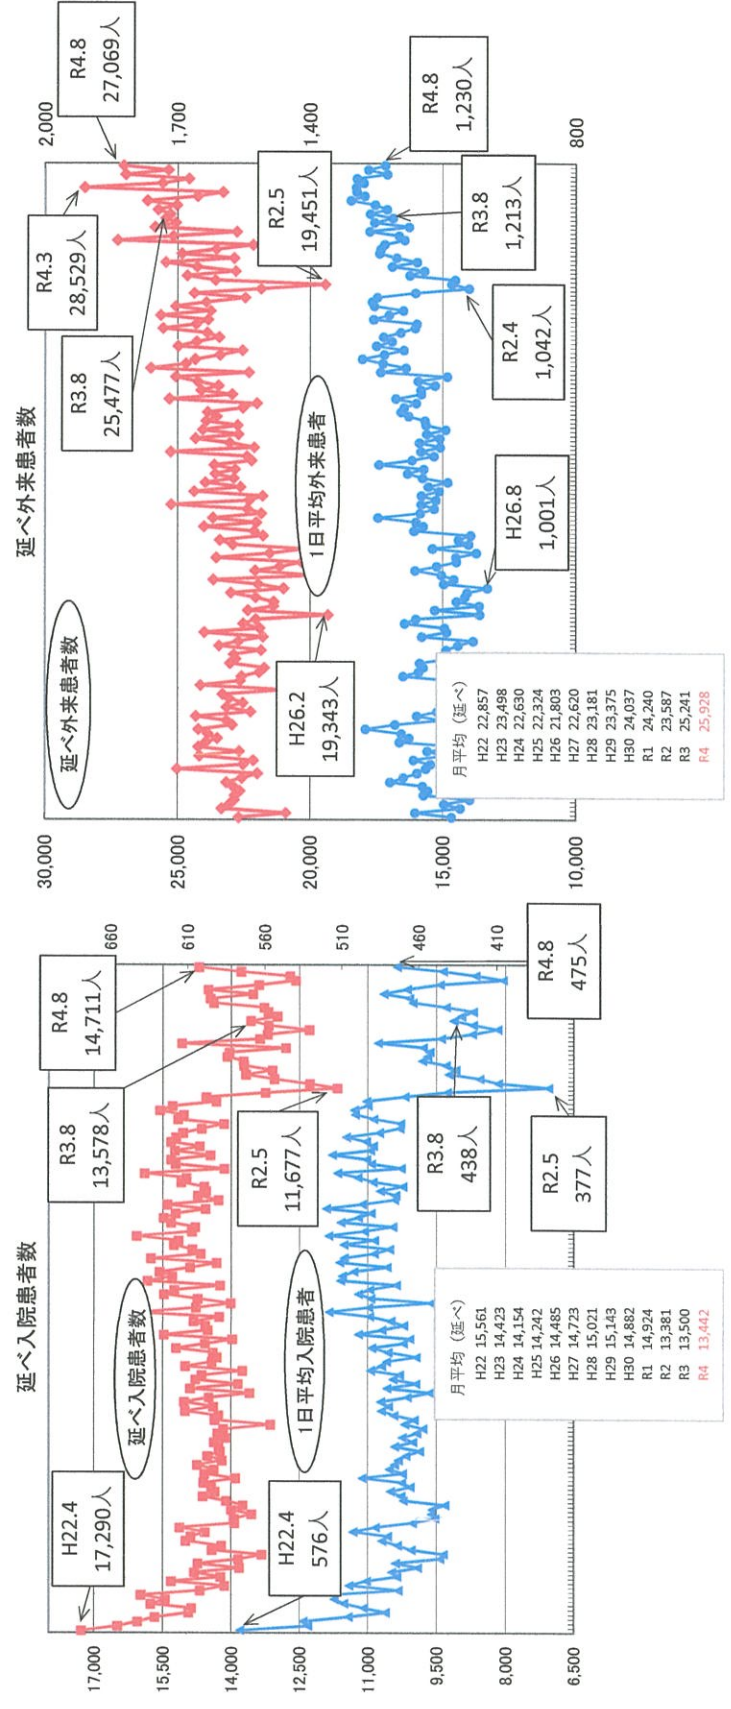 延べ入院患者数
17,000
15,500
14,000
12,500
11,000
9,500
8,000
6,500
660
610
560
510
460
410
延べ入院患者数
1日平均入院患者
H22.4
17,290人
H22.4
576人
R2.5
11,677人
R3.8
13,578人
R4.8
14,711人
R3.8
438人
R2.5
377人
R4.8
475人
月平均（延べ）
H22 15,561
H23 14,423
H24 14,154
H25 14,242
H26 14,485
H27 14,723
H28 15,021
H29 15,143
H30 14,882
R1 14,924
R2 13,381
R3 13,500
R4 13,442
延べ外来患者数
30,000
25,000
20,000
15,000
10,000
2,000
1,700
1,400
800
延べ外来患者数
1日平均外来患者
H26.2
19,343人
R3.8
25,477人
R4.3
28,529人
R4.8
27,069人
R2.5
19,451人
H26.8
1,001人
R2.4
1,042人
R3.8
1,213人
R4.8
1,230人
月平均（延べ）
H22 22,857
H23 23,498
H24 22,630
H25 22,324
H26 21,803
H27 22,620
H28 23,181
H29 23,375
H30 24,037
R1 24,240
R2 23,587
R3 25,241
R4 25,928